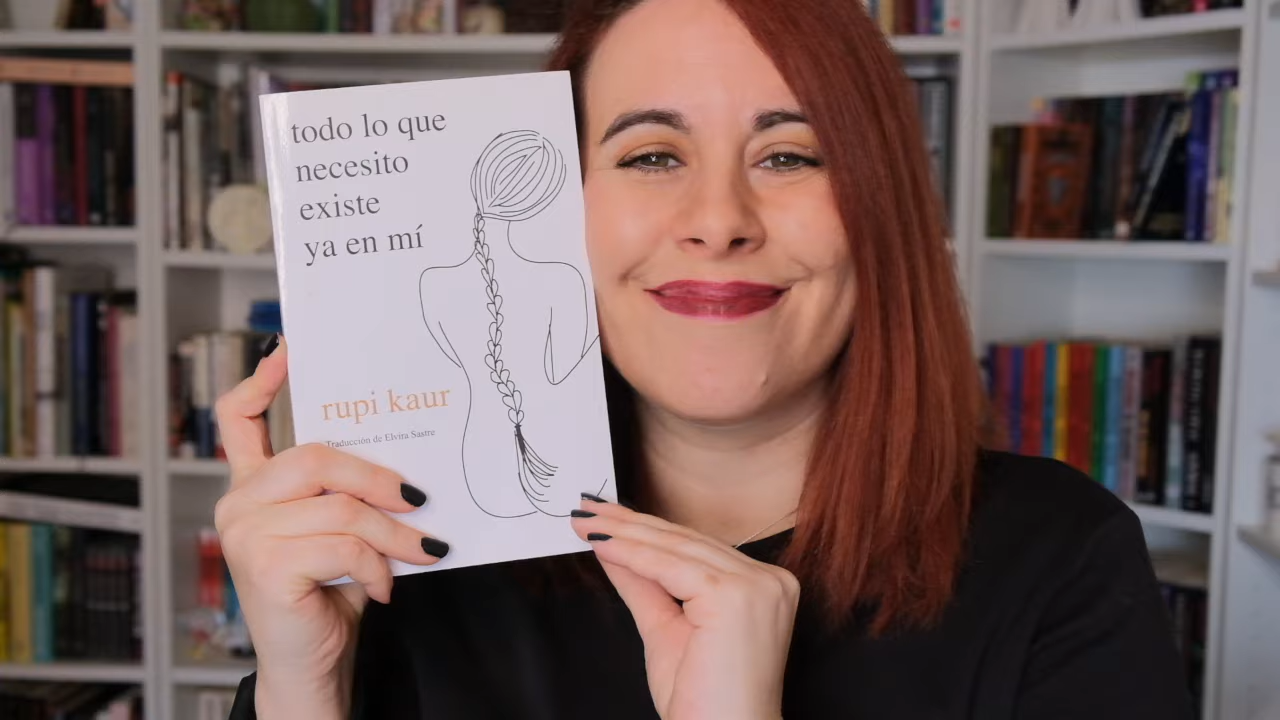 todo lo que
necesito
existe
ya en mí
rupi kaur
Traducción de Elvira Sastre